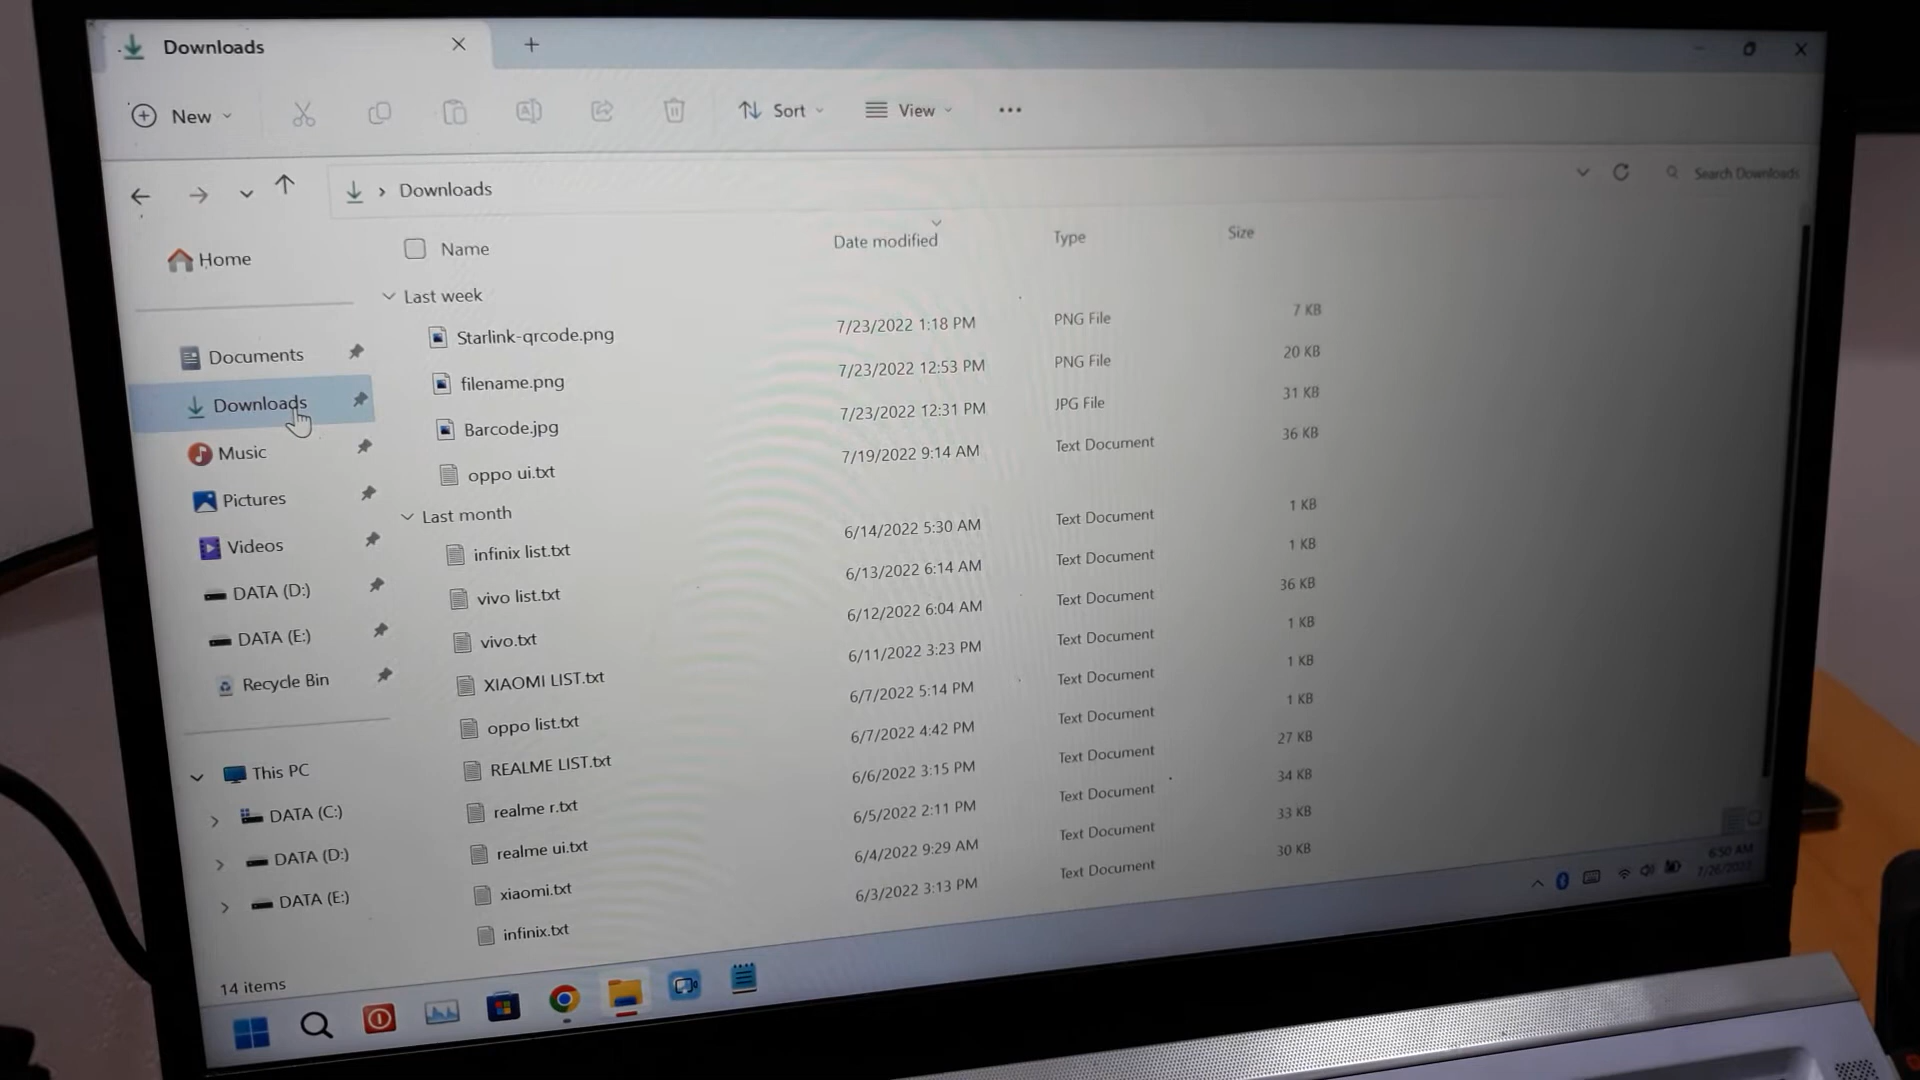 Downloads
New
Sort
View
Downloads
Search Downloads
Home
Documents
Downloads
Music
Pictures
Videos
DATA (D:)
DATA (E:)
Recycle Bin
This PC
DATA (C:)
DATA (D:)
DATA (E:)
Name Date modified Type Size
Last week
Starlink-qrcode.png 7/23/2022 1:18 PM PNG File 7 KB
filename.png 7/23/2022 12:53 PM PNG File 20 KB
Barcode.jpg 7/23/2022 12:31 PM JPG File 31 KB
oppo ui.txt 7/19/2022 9:14 AM Text Document 36 KB
Last month
infinix list.txt 6/14/2022 5:30 AM Text Document 1 KB
vivo list.txt 6/13/2022 6:14 AM Text Document 1 KB
vivo.txt 6/12/2022 6:04 AM Text Document 36 KB
XIAOMI LIST.txt 6/11/2022 3:23 PM Text Document 1 KB
oppo list.txt 6/7/2022 5:14 PM Text Document 1 KB
REALME LIST.txt 6/7/2022 4:42 PM Text Document 1 KB
realme r.txt 6/6/2022 3:15 PM Text Document 27 KB
realme ui.txt 6/5/2022 2:11 PM Text Document 34 KB
xiaomi.txt 6/4/2022 9:29 AM Text Document 33 KB
infinix.txt 6/3/2022 3:13 PM Text Document 30 KB
14 items
6:50 AM
7/26/2022